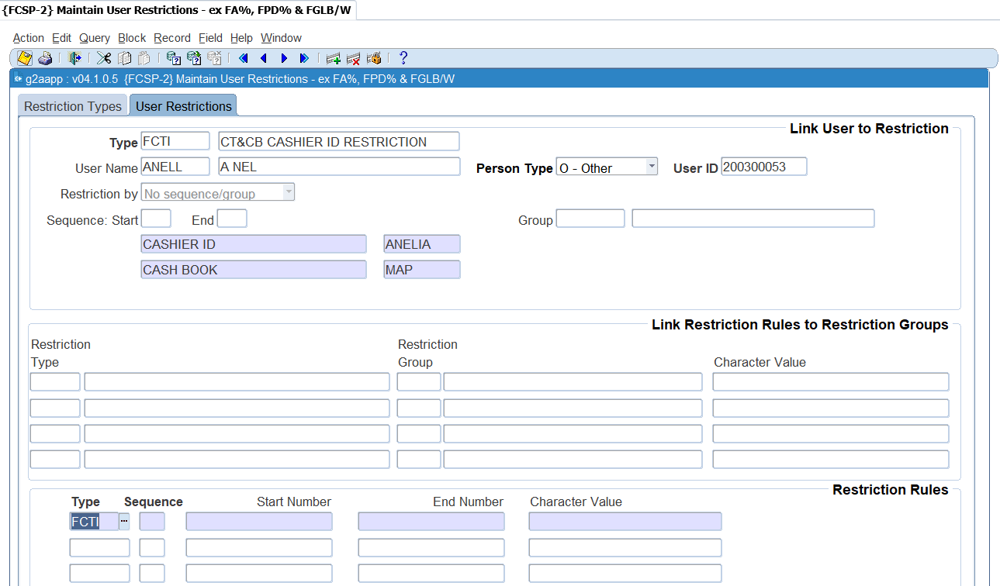 {FCSP-2} Maintain User Restrictions - ex FA%, FPD% & FGLB/W
Action Edit Query Block Record Field Help Window
g2aapp : v04.1.0.5 {FCSP-2} Maintain User Restrictions - ex FA%, FPD% & FGLB/W
Restriction Types User Restrictions
Link User to Restriction
Type FCTI CT&CB CASHIER ID RESTRICTION
User Name ANELL A NEL Person Type O - Other User ID 200300053
Restriction by No sequence/group
Sequence: Start End Group
CASHIER ID ANELIA
CASH BOOK MAP
Link Restriction Rules to Restriction Groups
Restriction Restriction
Type Group Character Value
Restriction Rules
Type Sequence Start Number End Number Character Value
FCTI ...